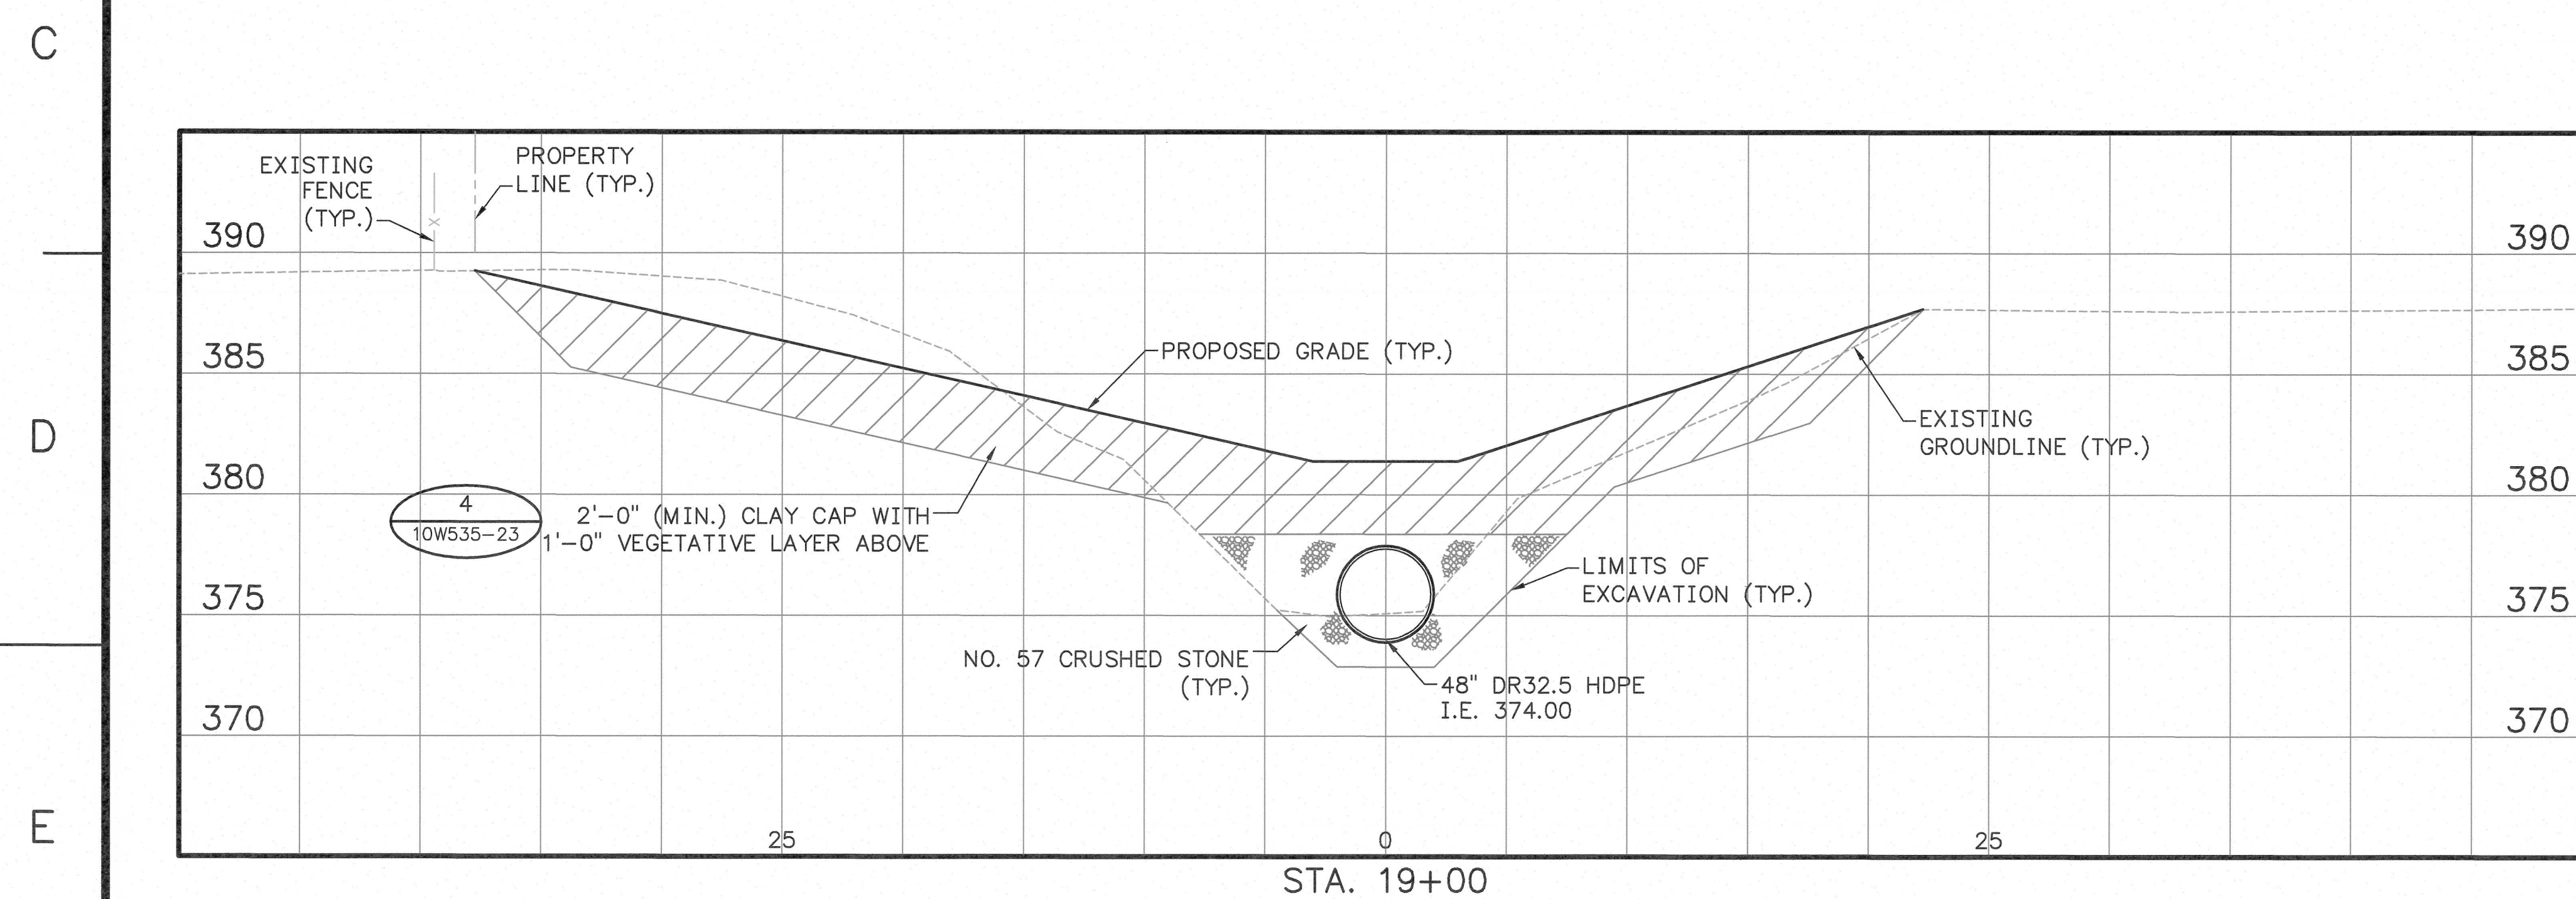 C
D
E
EXISTING
FENCE
(TYP.)
X
PROPERTY
LINE (TYP.)
390
390
385
385
PROPOSED GRADE (TYP.)
EXISTING
GROUNDLINE (TYP.)
380
380
4
10W535-23
2'-0" (MIN.) CLAY CAP WITH
1'-0" VEGETATIVE LAYER ABOVE
LIMITS OF
EXCAVATION (TYP.)
375
375
NO. 57 CRUSHED STONE
(TYP.)
48" DR32.5 HDPE
I.E. 374.00
370
370
25
0
25
STA. 19+00